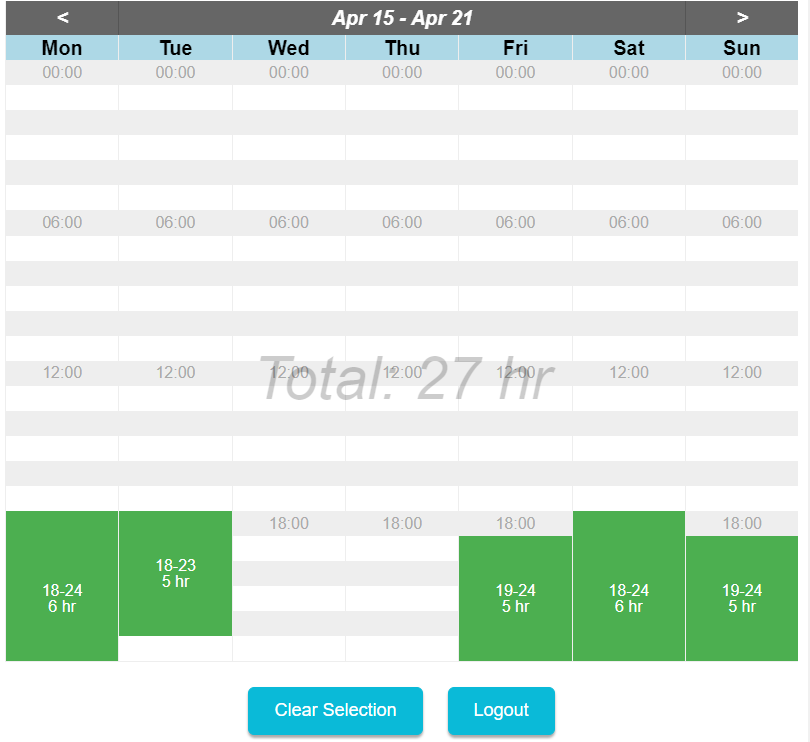 < Apr 15 - Apr 21 >
Mon Tue Wed Thu Fri Sat Sun
00:00 00:00 00:00 00:00 00:00 00:00 00:00
06:00 06:00 06:00 06:00 06:00 06:00 06:00
12:00 12:00 12:00 12:00 12:00 12:00 12:00
Total: 27 hr
18:00 18:00 18:00 18:00
18-23
5 hr
18-24 19-24 18-24 19-24
6 hr 5 hr 6 hr 5 hr
Clear Selection Logout